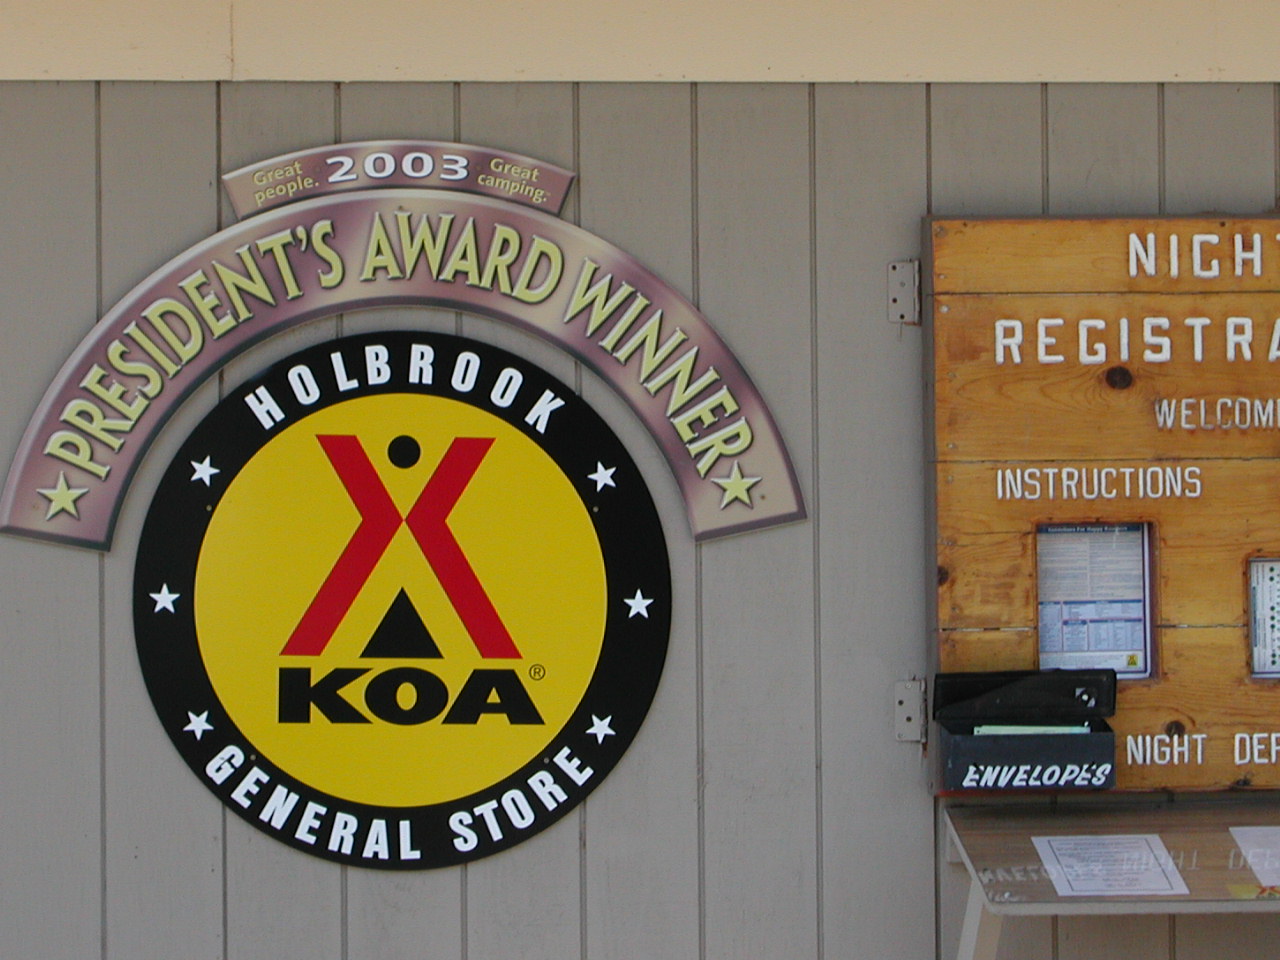 Great people. 2003 Great camping.
PRESIDENT'S AWARD WINNER
HOLBROOK
KOA®
GENERAL STORE
NIGHT
REGISTRA
WELCOM
INSTRUCTIONS
ENVELOPES
NIGHT DEP